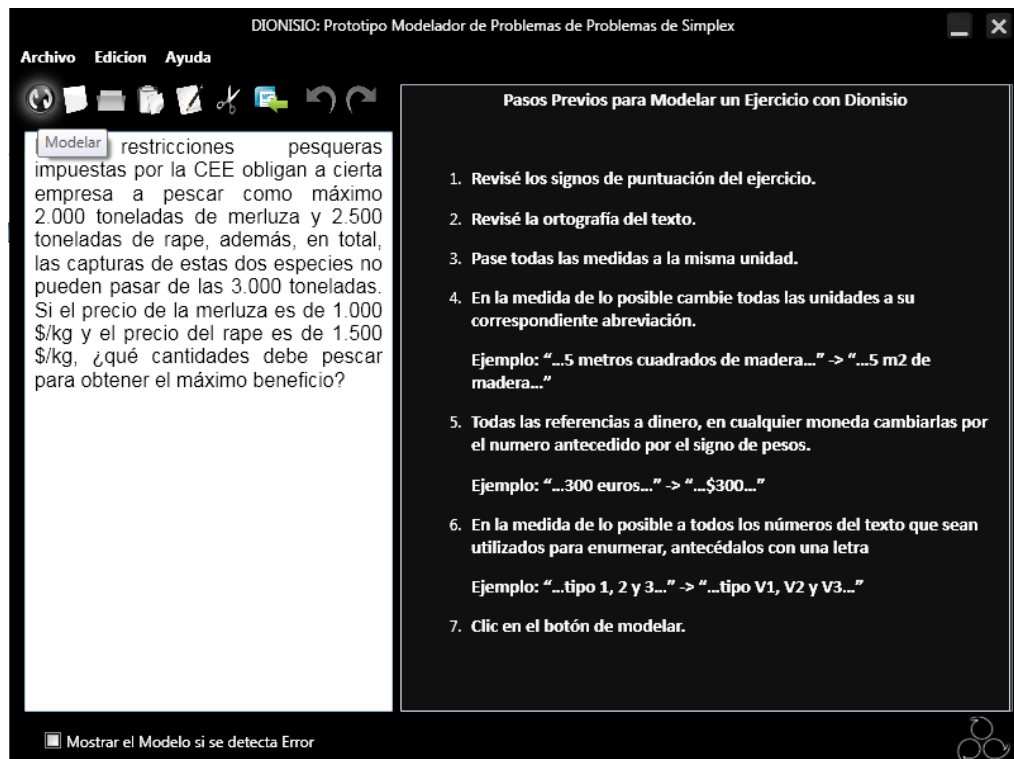 DIONISIO: Prototipo Modelador de Problemas de Problemas de Simplex
Archivo Edicion Ayuda
Modelar
restricciones pesqueras
impuestas por la CEE obligan a cierta
empresa a pescar como máximo
2.000 toneladas de merluza y 2.500
toneladas de rape, además, en total,
las capturas de estas dos especies no
pueden pasar de las 3.000 toneladas.
Si el precio de la merluza es de 1.000
$/kg y el precio del rape es de 1.500
$/kg, ¿qué cantidades debe pescar
para obtener el máximo beneficio?
Pasos Previos para Modelar un Ejercicio con Dionisio
1. Revisé los signos de puntuación del ejercicio.
2. Revisé la ortografía del texto.
3. Pase todas las medidas a la misma unidad.
4. En la medida de lo posible cambie todas las unidades a su
correspondiente abreviación.
Ejemplo: “...5 metros cuadrados de madera...” -> “...5 m2 de
madera...”
5. Todas las referencias a dinero, en cualquier moneda cambiarlas por
el numero antecedido por el signo de pesos.
Ejemplo: “...300 euros...” -> “...$300...”
6. En la medida de lo posible a todos los números del texto que sean
utilizados para enumerar, antecédalos con una letra
Ejemplo: “...tipo 1, 2 y 3...” -> “...tipo V1, V2 y V3...”
7. Clic en el botón de modelar.
Mostrar el Modelo si se detecta Error